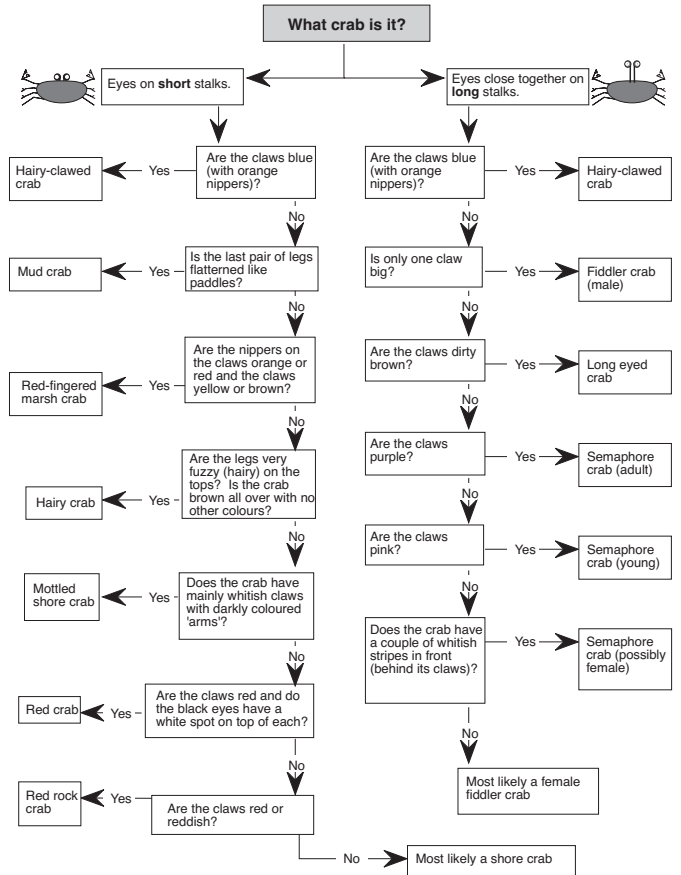 What crab is it?
Eyes on short stalks.
Eyes close together on
long stalks.
Are the claws blue
(with orange
nippers)?
Yes
Hairy-clawed
crab
No
Is the last pair of legs
flatterned like
paddles?
Yes
Mud crab
No
Are the nippers on
the claws orange or
red and the claws
yellow or brown?
Yes
Red-fingered
marsh crab
No
Are the legs very
fuzzy (hairy) on the
tops? Is the crab
brown all over with no
other colours?
Yes
Hairy crab
No
Does the crab have
mainly whitish claws
with darkly coloured
'arms'?
Yes
Mottled
shore crab
No
Are the claws red and do
the black eyes have a
white spot on top of each?
Yes
Red crab
No
Are the claws red or
reddish?
Yes
Red rock
crab
No
Most likely a shore crab
Are the claws blue
(with orange
nippers)?
Yes
Hairy-clawed
crab
No
Is only one claw
big?
Yes
Fiddler crab
(male)
No
Are the claws dirty
brown?
Yes
Long eyed
crab
No
Are the claws
purple?
Yes
Semaphore
crab (adult)
No
Are the claws
pink?
Yes
Semaphore
crab (young)
No
Does the crab have
a couple of whitish
stripes in front
(behind its claws)?
Yes
Semaphore
crab (possibly
female)
No
Most likely a female
fiddler crab